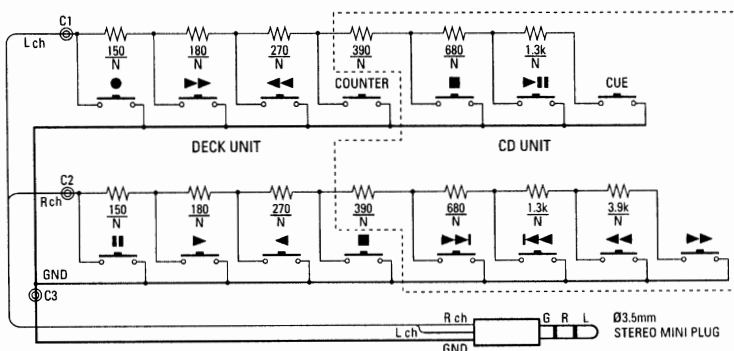 C1
L ch
150 180 270 390 680 1.3k
N N N N N N
COUNTER CUE
DECK UNIT CD UNIT
C2
R ch
150 180 270 390 680 1.3k 3.9k
N N N N N N N
GND
C3
R ch G R L Ø3.5mm
L ch STEREO MINI PLUG
GND